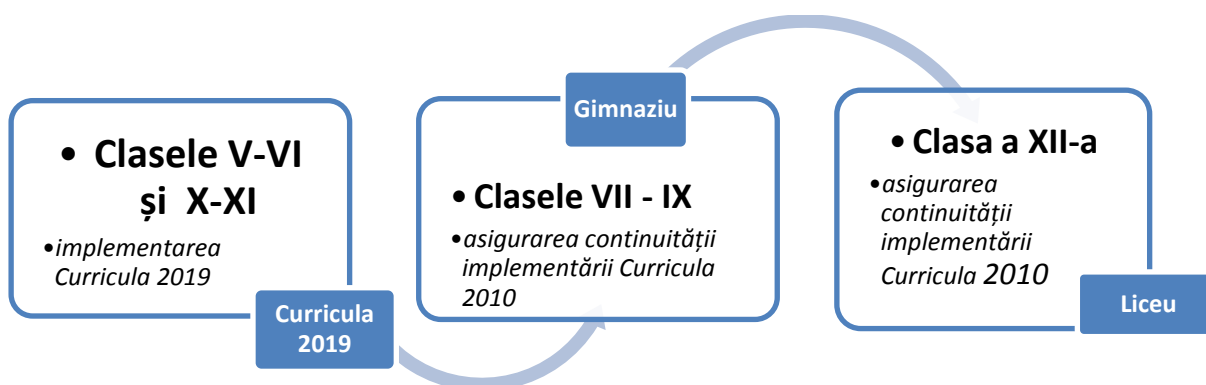 • Clasele V-VI
și X-XI
•implementarea
Curricula 2019
Curricula
2019
Gimnaziu
•Clasele VII - IX
•asigurarea continuității
implementării Curricula
2010
•Clasa a XII-a
•asigurarea
continuității
implementării
Curricula 2010
Liceu